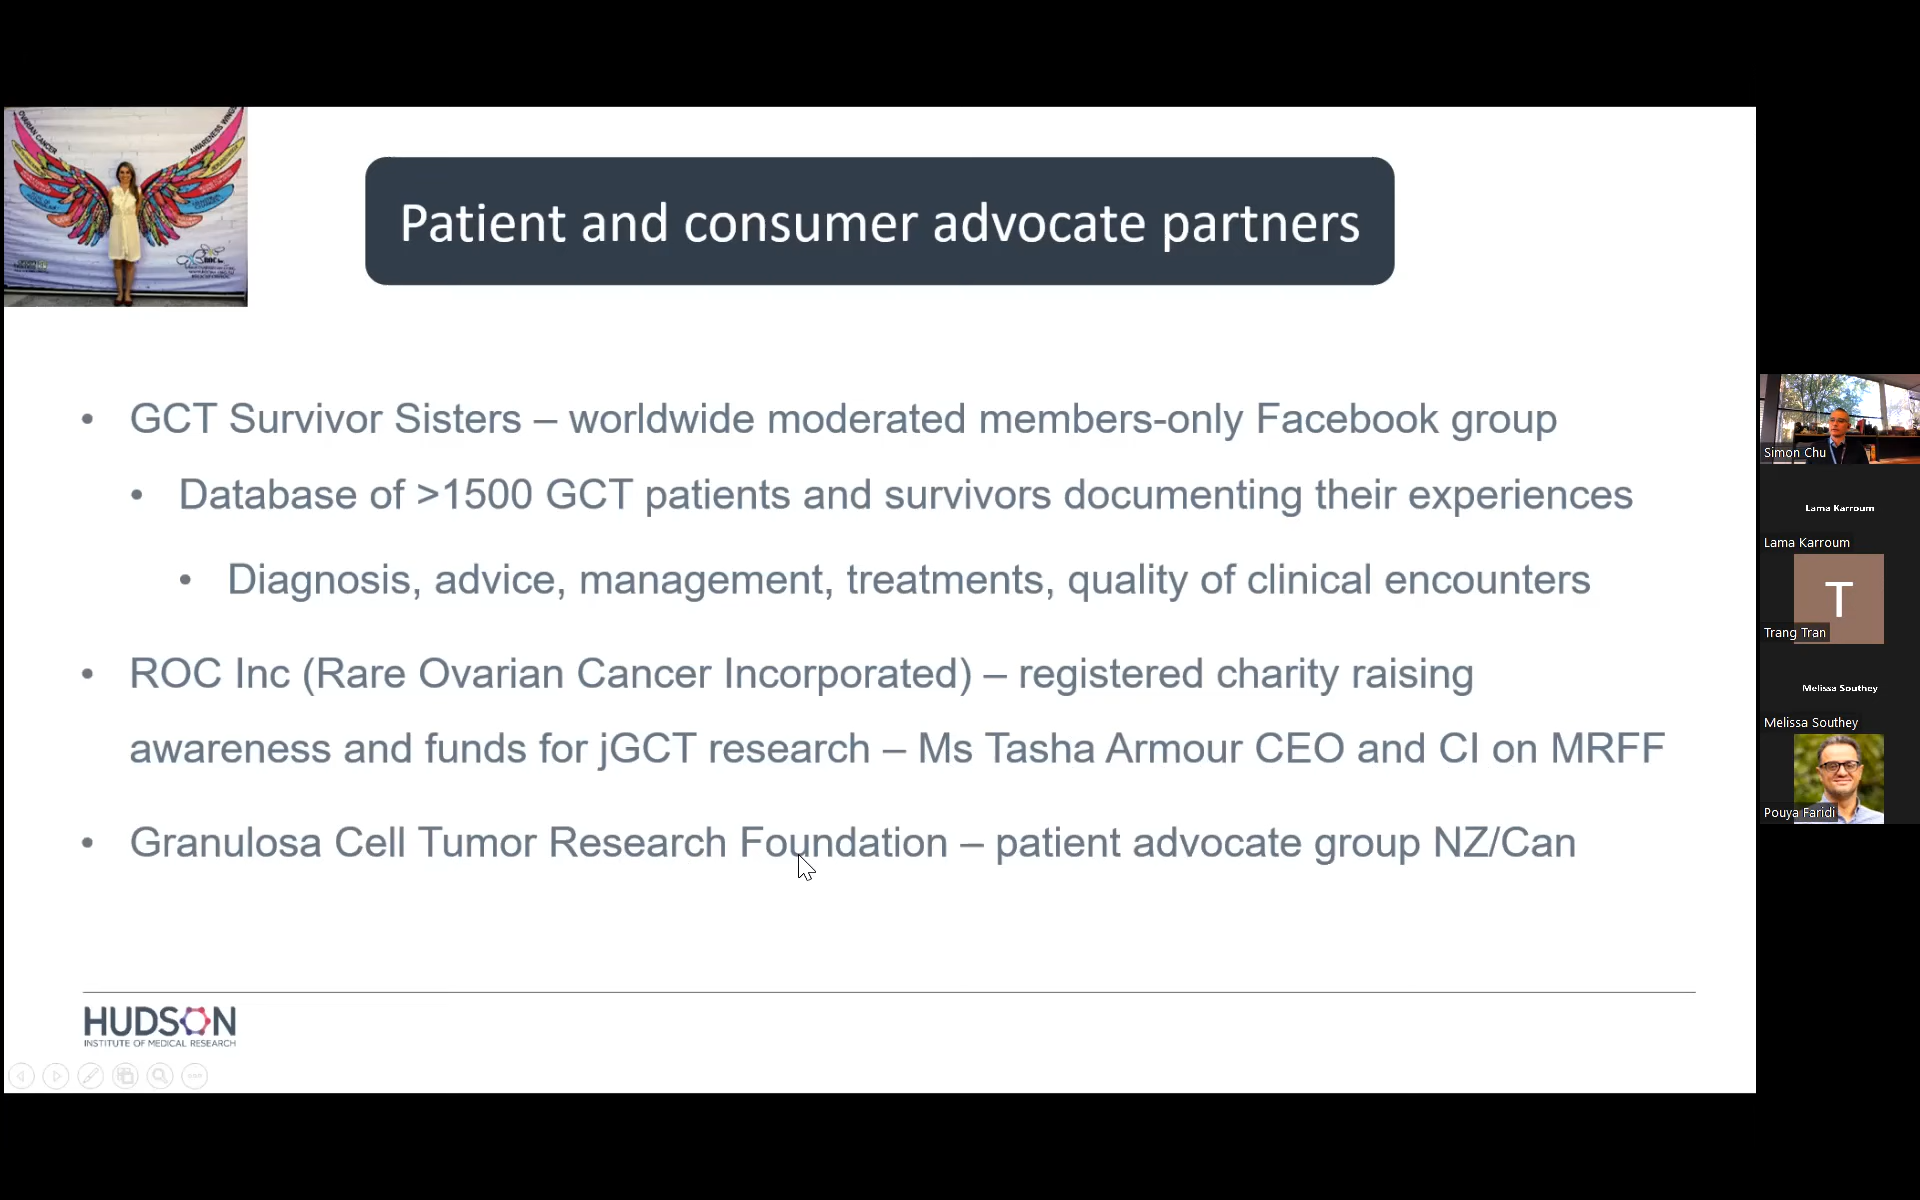 OVARIAN CANCER
AWARENESS WINGS
Patient and consumer advocate partners
• GCT Survivor Sisters – worldwide moderated members-only Facebook group
• Database of >1500 GCT patients and survivors documenting their experiences
• Diagnosis, advice, management, treatments, quality of clinical encounters
• ROC Inc (Rare Ovarian Cancer Incorporated) – registered charity raising
awareness and funds for jGCT research – Ms Tasha Armour CEO and CI on MRFF
• Granulosa Cell Tumor Research Foundation – patient advocate group NZ/Can
HUDSON
INSTITUTE OF MEDICAL RESEARCH
Simon Chu
Lama Karroum
Lama Karroum
T
Trang Tran
Melissa Southey
Melissa Southey
Pouya Faridi